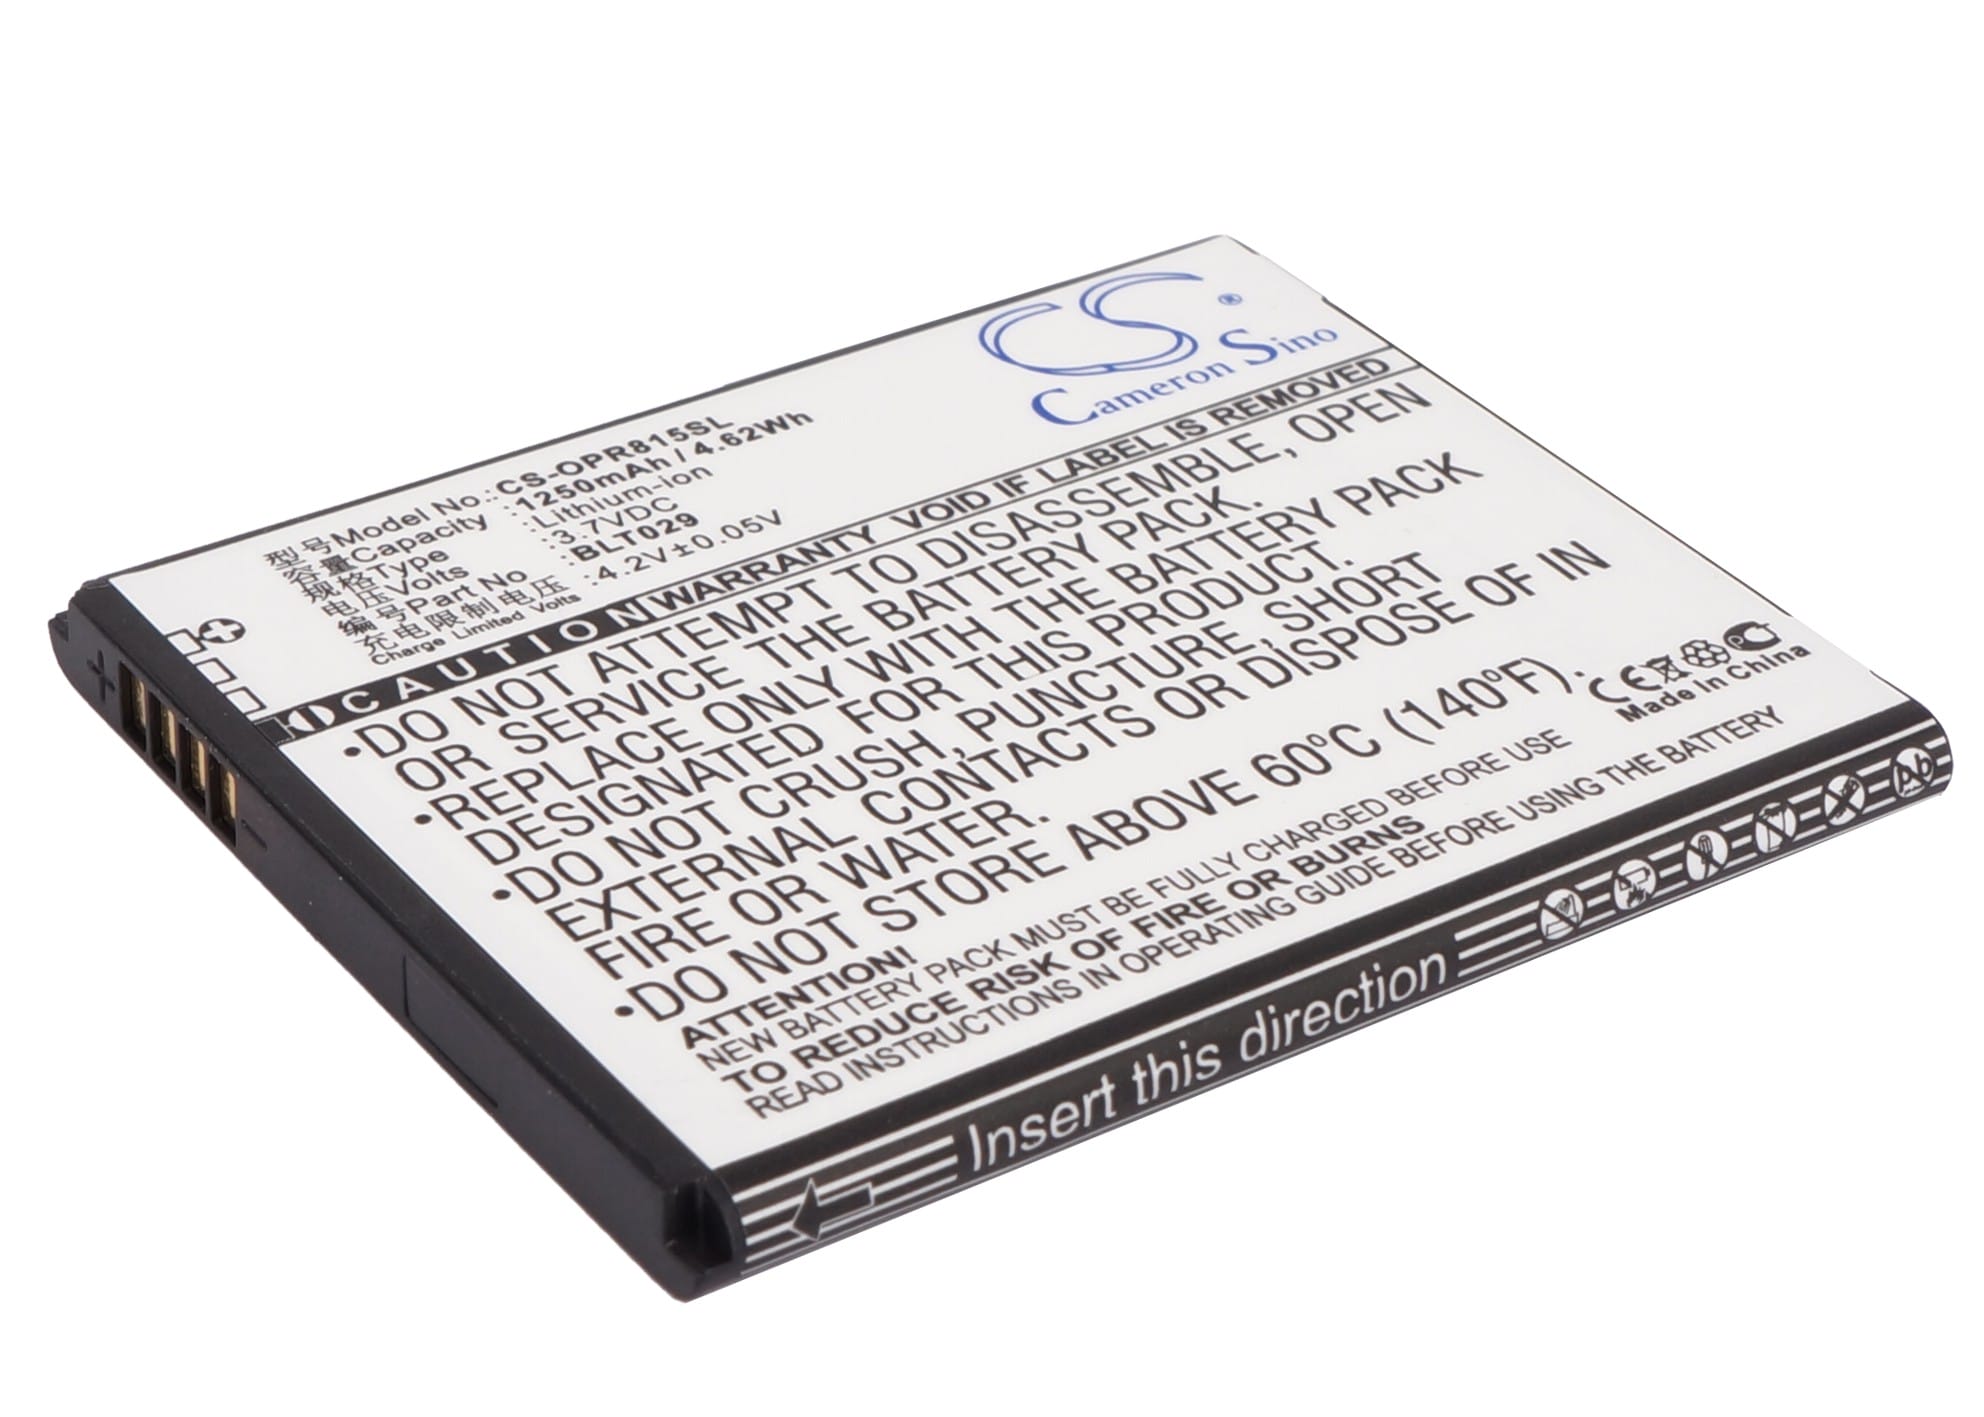 CS®
Cameron Sino
型号Model No.:CS-OPR815SL
容量Capacity :1250mAh / 4.62Wh
规格Type :Lithium-ion
电压Volts :3.7VDC
编号Part No :BLT029
充电限制电压:4.2V±0.05V
Charge Limited Volts
CAUTION WARRANTY VOID IF LABEL IS REMOVED
•DO NOT ATTEMPT TO DISASSEMBLE, OPEN
OR SERVICE THE BATTERY PACK.
•REPLACE ONLY WITH THE BATTERY PACK
DESIGNATED FOR THIS PRODUCT.
•DO NOT CRUSH, PUNCTURE, SHORT
EXTERNAL CONTACTS OR DISPOSE OF IN
FIRE OR WATER.
•DO NOT STORE ABOVE 60°C (140°F).
ATTENTION!
NEW BATTERY PACK MUST BE FULLY CHARGED BEFORE USE
TO REDUCE RISK OF FIRE OR BURNS
READ INSTRUCTIONS IN OPERATING GUIDE BEFORE USING THE BATTERY
CE
Made in China
Insert this direction
pb